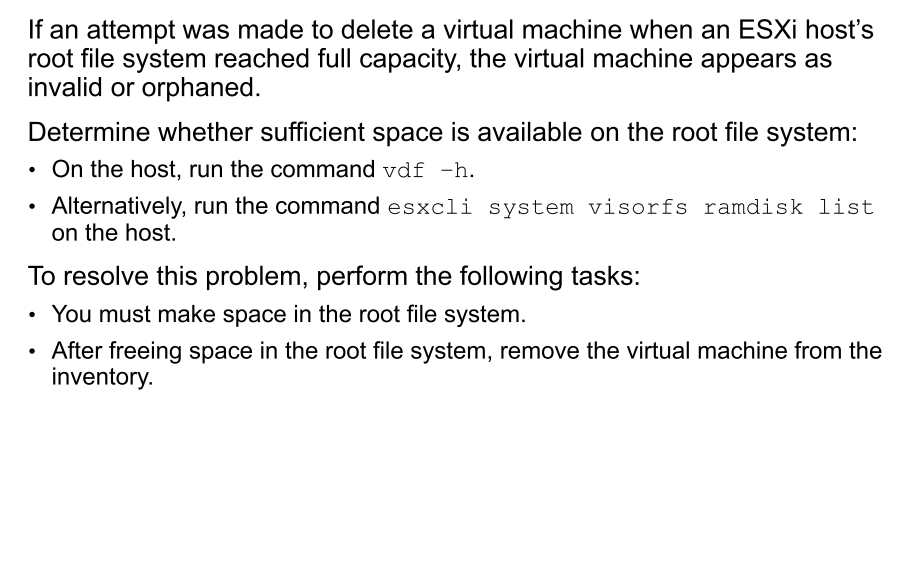 If an attempt was made to delete a virtual machine when an ESXi host’s
root file system reached full capacity, the virtual machine appears as
invalid or orphaned.
Determine whether sufficient space is available on the root file system:
• On the host, run the command vdf -h.
• Alternatively, run the command esxcli system visorfs ramdisk list
on the host.
To resolve this problem, perform the following tasks:
• You must make space in the root file system.
• After freeing space in the root file system, remove the virtual machine from the
inventory.